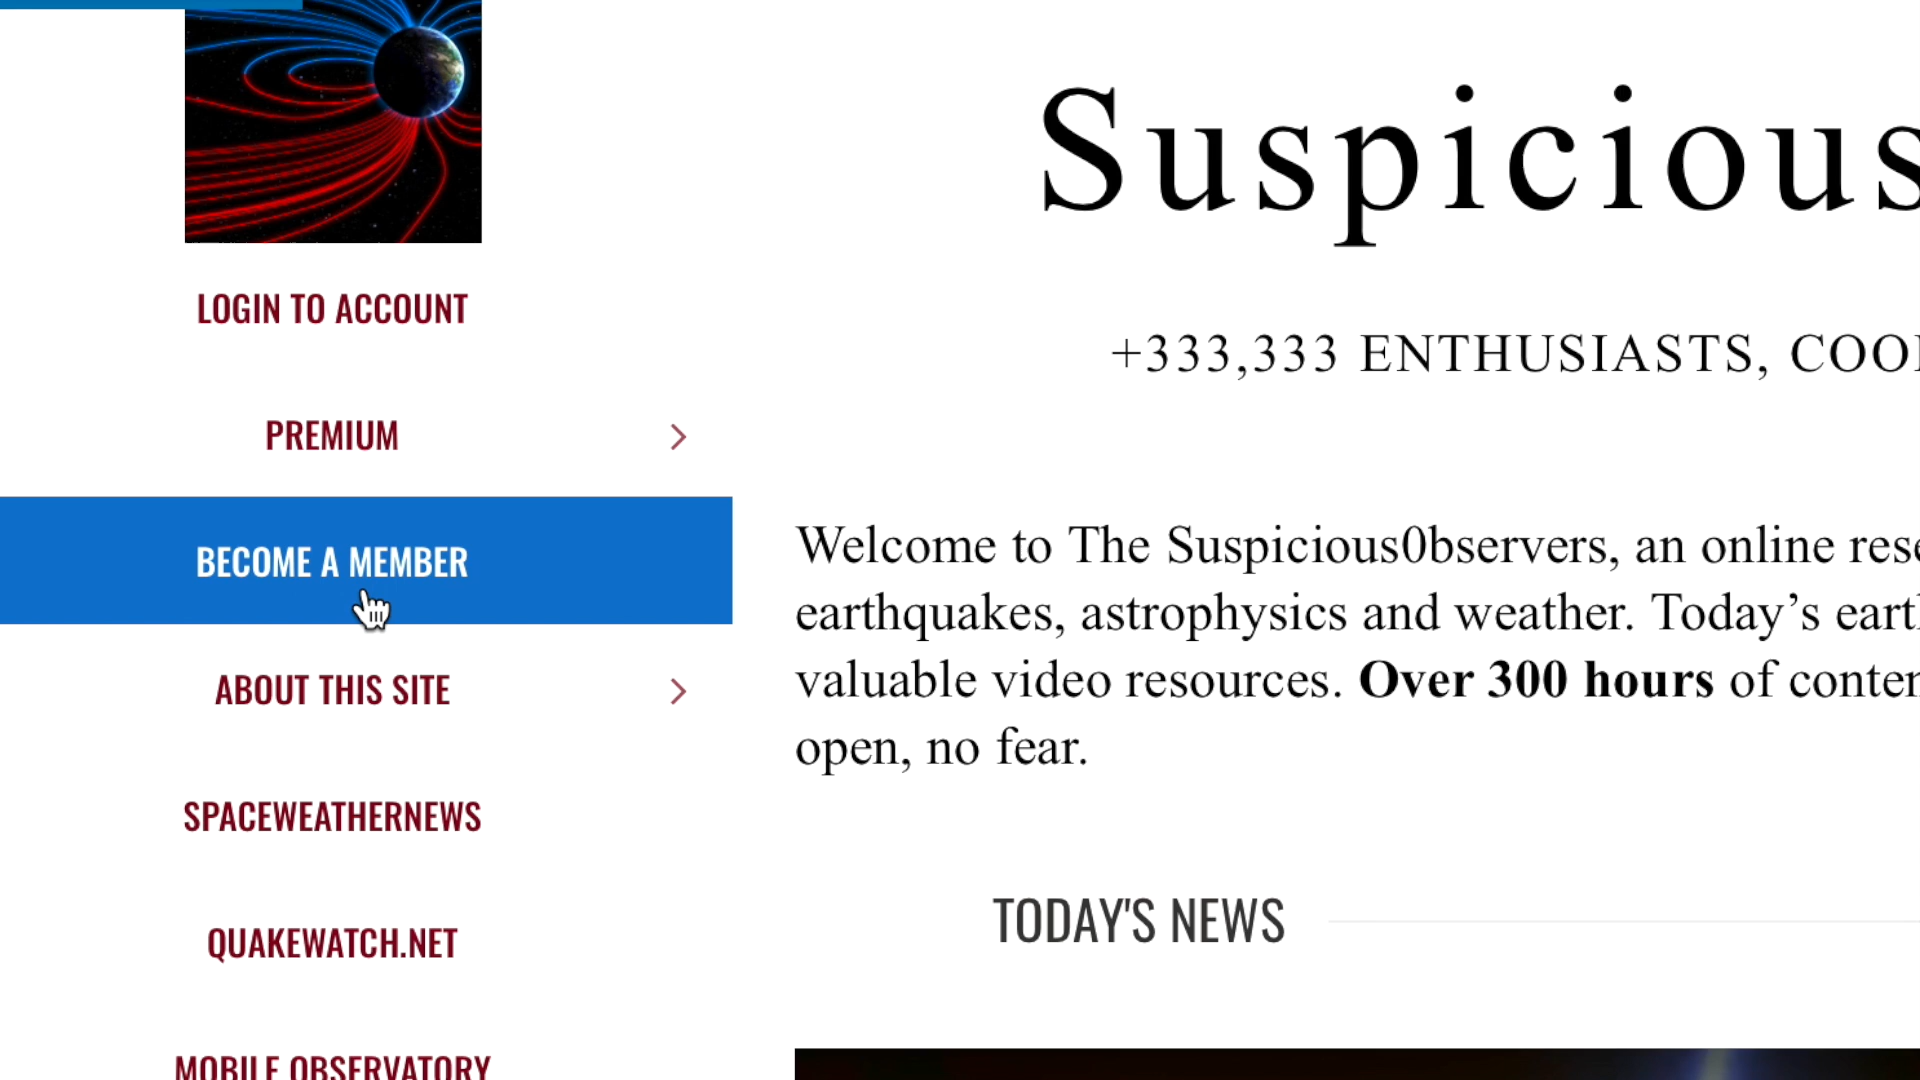 LOGIN TO ACCOUNT
PREMIUM
BECOME A MEMBER
ABOUT THIS SITE
SPACEWEATHERNEWS
QUAKEWATCH.NET
MOBILE OBSERVATORY
Suspicious
+333,333 ENTHUSIASTS,
Welcome to The Suspicious0bservers, an online
earthquakes, astrophysics and weather. Today’s
valuable video resources. Over 300 hours of
open, no fear.
TODAY'S NEWS